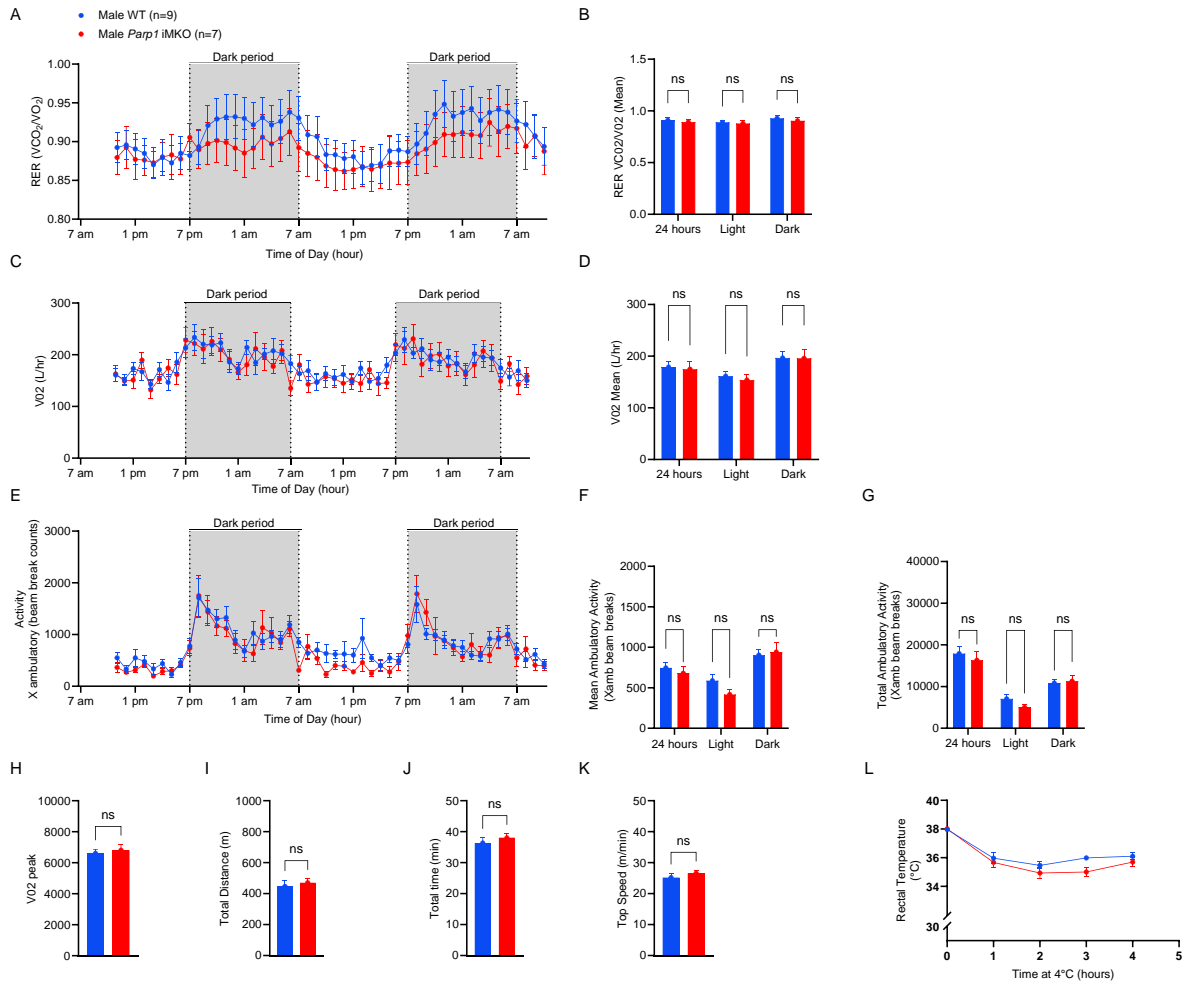 A
Male WT (n=9)
Male Parp1 iMKO (n=7)
Dark period
Dark period
1.00
0.95
0.90
0.85
0.80
RER (VCO2/VO2)
7 am
1 pm
7 pm
1 am
7 am
1 pm
7 pm
1 am
7 am
Time of Day (hour)
B
1.5
1.0
0.5
0.0
RER VCO2/V02 (Mean)
ns
ns
ns
24 hours
Light
Dark
C
Dark period
Dark period
300
200
100
0
V02 (L/hr)
7 am
1 pm
7 pm
1 am
7 am
1 pm
7 pm
1 am
7 am
Time of Day (hour)
D
300
200
100
0
V02 Mean (L/hr)
ns
ns
ns
24 hours
Light
Dark
E
Dark period
Dark period
3000
2000
1000
0
Activity
X ambulatory (beam break counts)
7 am
1 pm
7 pm
1 am
7 am
1 pm
7 pm
1 am
7 am
Time of Day (hour)
F
2000
1500
1000
500
0
Mean Ambulatory Activity
(Xamb beam breaks)
ns
ns
ns
24 hours
Light
Dark
G
40000
30000
20000
10000
0
Total Ambulatory Activity
(Xamb beam breaks)
ns
ns
ns
24 hours
Light
Dark
H
10000
8000
6000
4000
2000
0
V02 peak
ns
I
1000
800
600
400
200
0
Total Distance (m)
ns
J
50
40
30
20
10
0
Total time (min)
ns
K
50
40
30
20
10
0
Top Speed (m/min)
ns
L
40
38
36
34
30
Rectal Temperature
(°C)
0
1
2
3
4
5
Time at 4°C (hours)